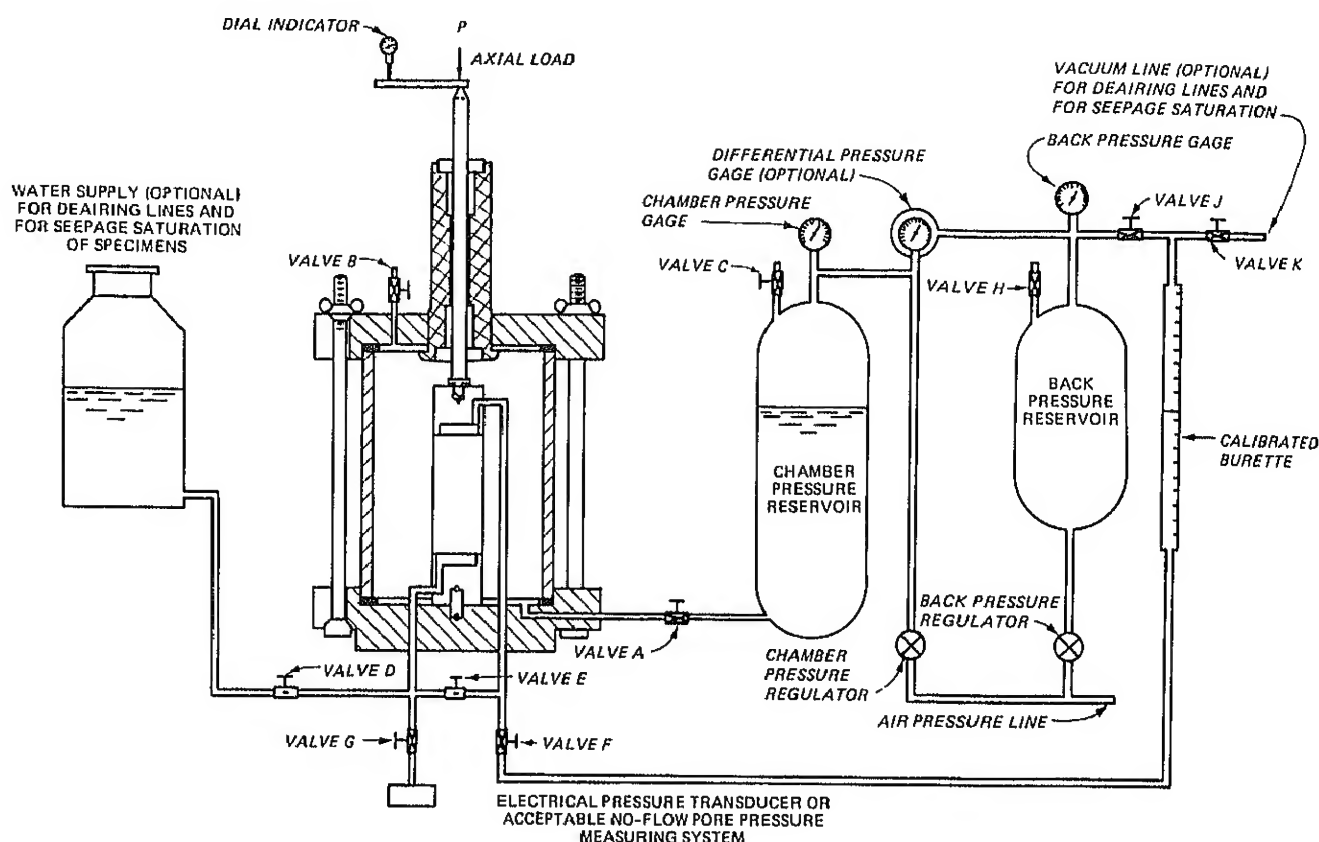 DIAL INDICATOR
P
AXIAL LOAD
VACUUM LINE (OPTIONAL)
FOR DEAIRING LINES AND
FOR SEEPAGE SATURATION
BACK PRESSURE GAGE
DIFFERENTIAL PRESSURE
GAGE (OPTIONAL)
CHAMBER PRESSURE
GAGE
VALVE J
WATER SUPPLY (OPTIONAL)
FOR DEAIRING LINES AND
FOR SEEPAGE SATURATION
OF SPECIMENS
VALVE B
VALVE C
VALVE H
VALVE K
BACK
PRESSURE
RESERVOIR
CALIBRATED
BURETTE
CHAMBER
PRESSURE
RESERVOIR
BACK PRESSURE
REGULATOR
VALVE A
CHAMBER
PRESSURE
REGULATOR
VALVE D
VALVE E
AIR PRESSURE LINE
VALVE G
VALVE F
ELECTRICAL PRESSURE TRANSDUCER OR
ACCEPTABLE NO-FLOW PORE PRESSURE
MEASURING SYSTEM